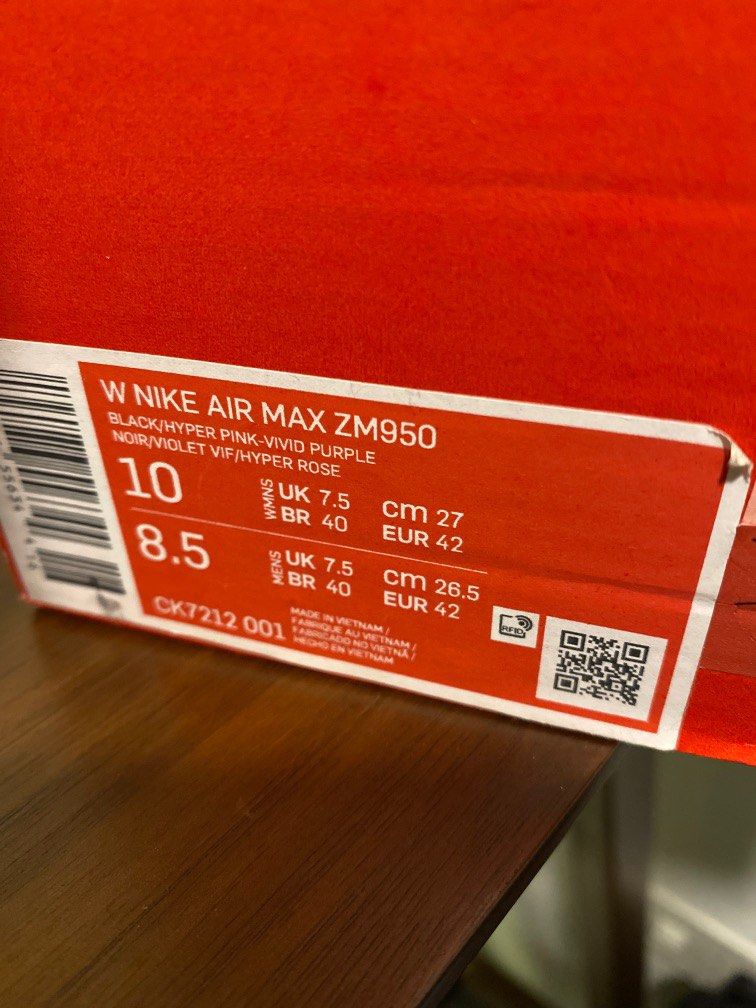 W NIKE AIR MAX ZM950
BLACK/HYPER PINK-VIVID PURPLE
NOIR/VIOLET VIF/HYPER ROSE
10 WMNS UK 7.5 cm 27
BR 40 EUR 42
8.5 MENS UK 7.5 cm 26.5
BR 40 EUR 42
CK7212 001
MADE IN VIETNAM /
FABRIQUE AU VIETNAM /
FABRICADO NO VIETNÃ /
HECHO EN VIETNAM
RFID